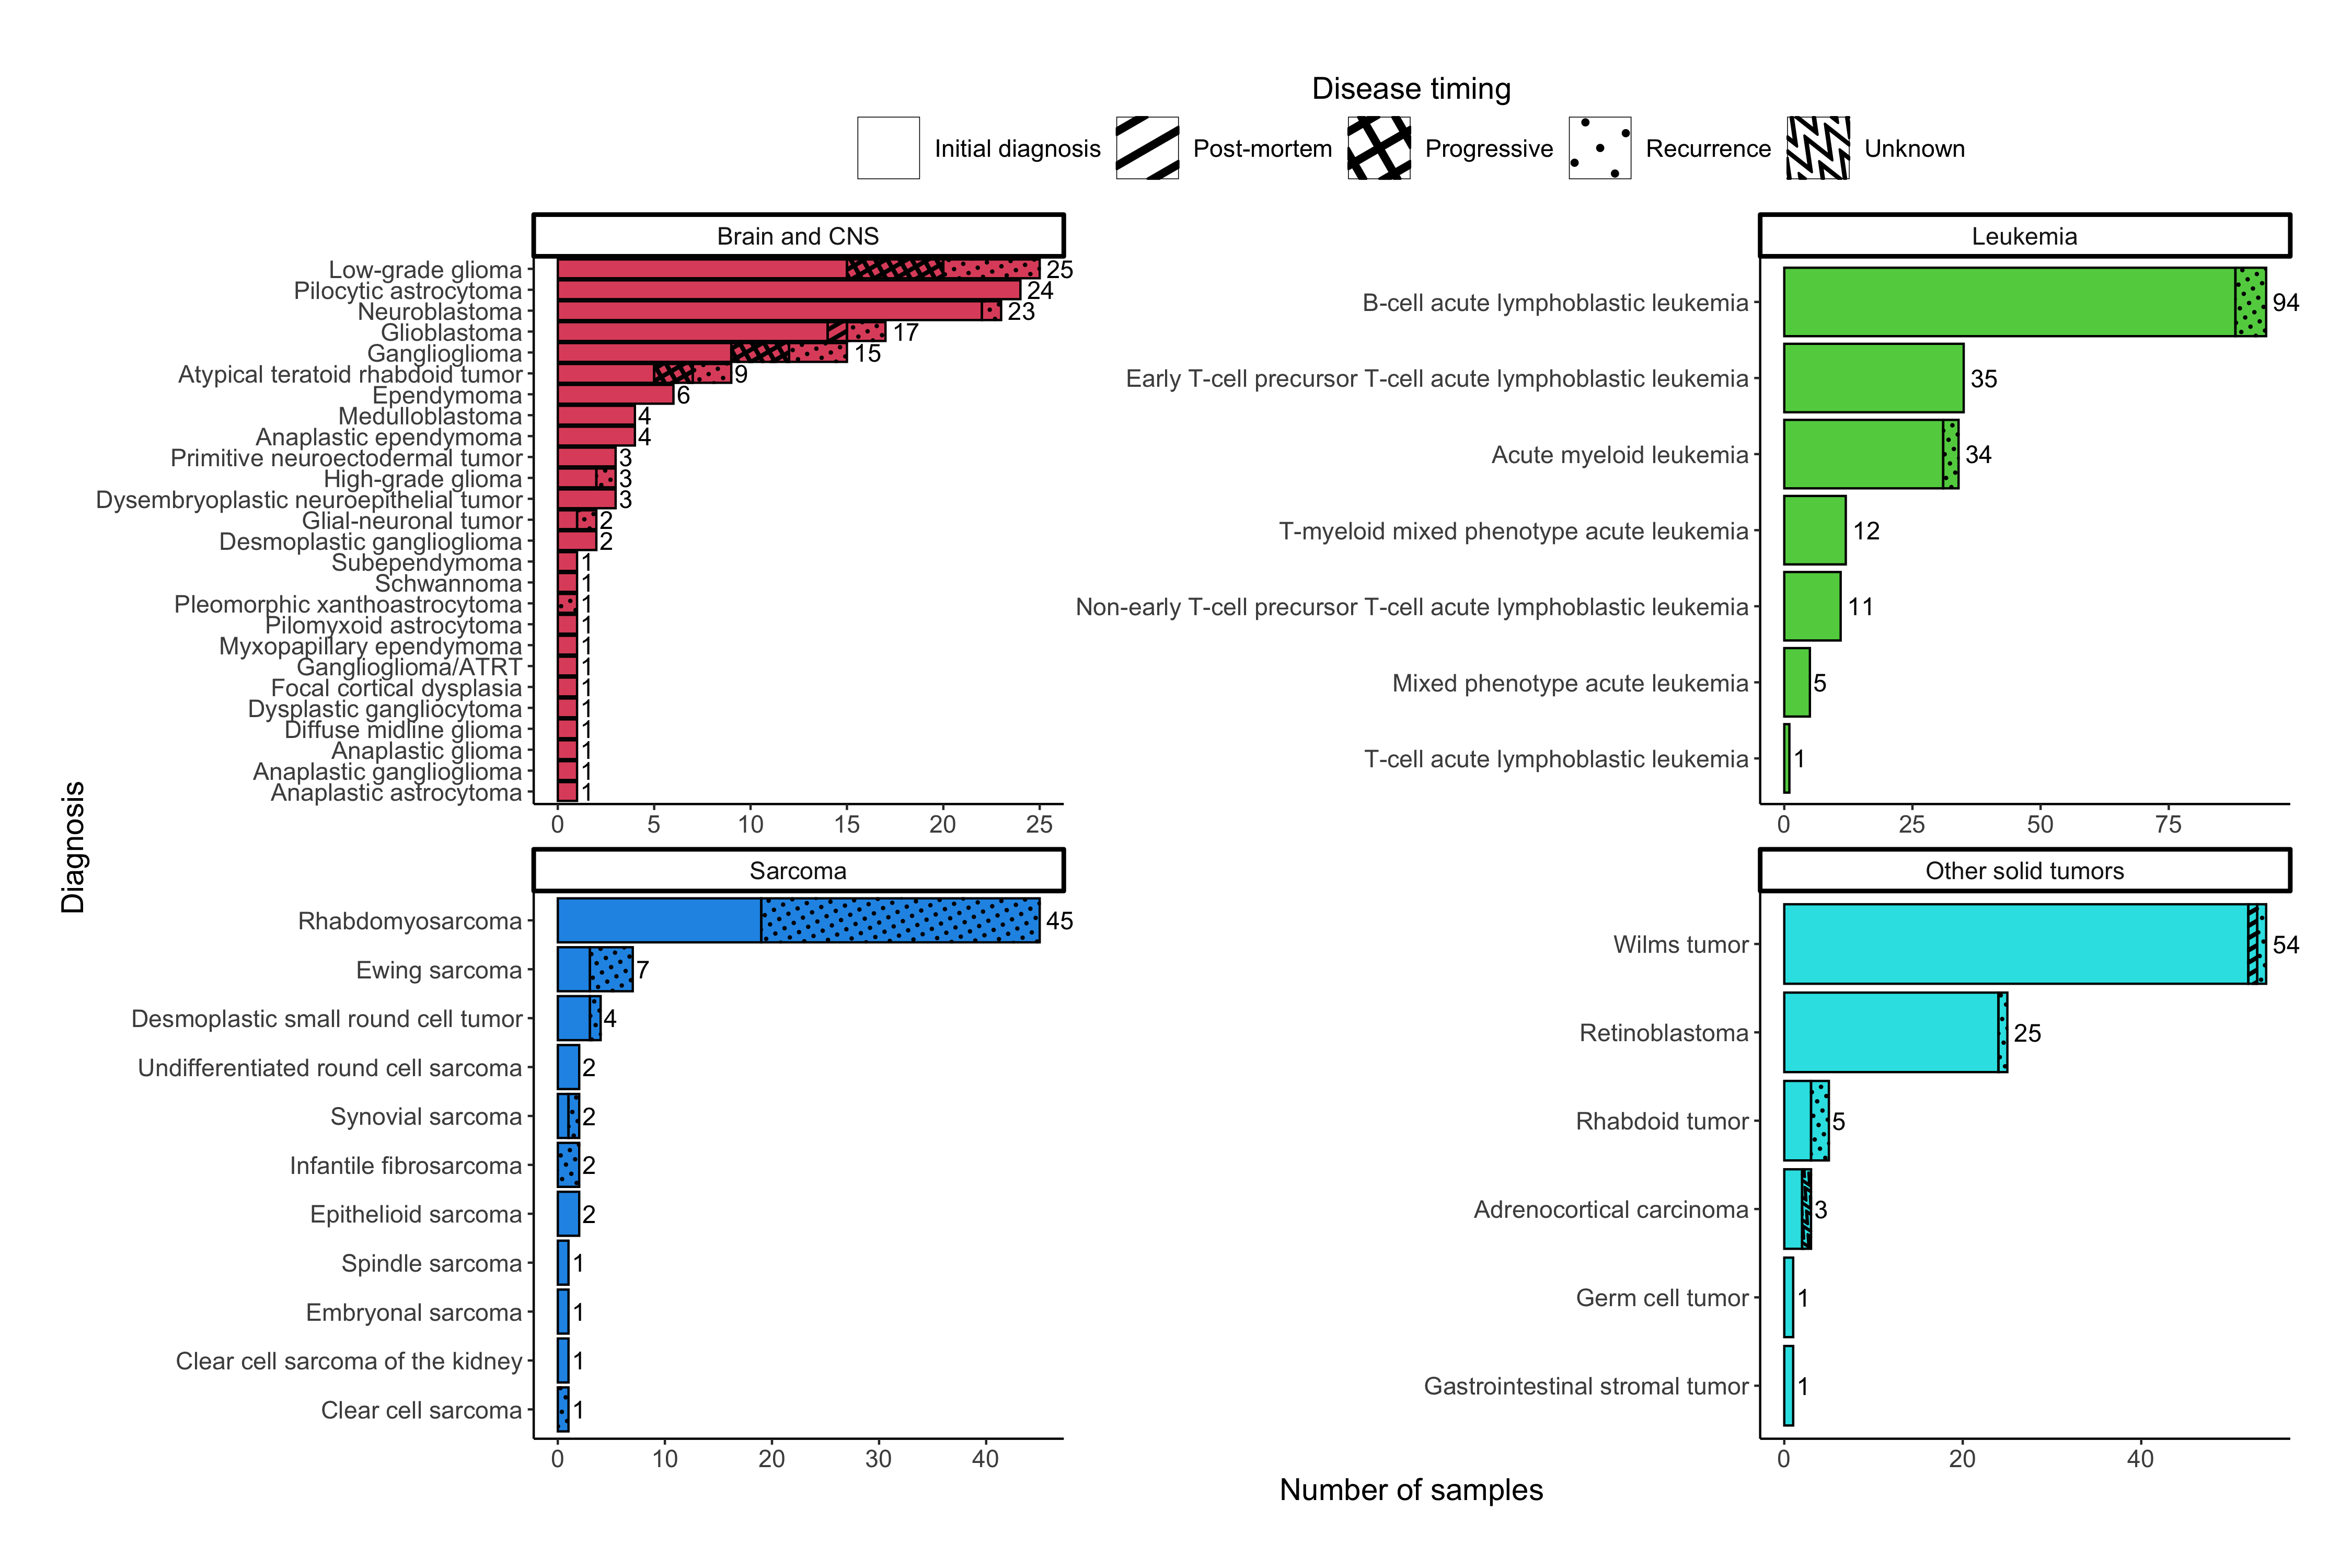 Disease timing
Initial diagnosis
Post-mortem
Progressive
Recurrence
Unknown
Diagnosis
Brain and CNS
Low-grade glioma 25
Pilocytic astrocytoma 24
Neuroblastoma 23
Glioblastoma 17
Ganglioglioma 15
Atypical teratoid rhabdoid tumor 9
Ependymoma 6
Medulloblastoma 4
Anaplastic ependymoma 4
Primitive neuroectodermal tumor 3
High-grade glioma 3
Dysembryoplastic neuroepithelial tumor 3
Glial-neuronal tumor 2
Desmoplastic ganglioglioma 2
Subependymoma 1
Schwannoma 1
Pleomorphic xanthoastrocytoma 1
Pilomyxoid astrocytoma 1
Myxopapillary ependymoma 1
Ganglioglioma/ATRT 1
Focal cortical dysplasia 1
Dysplastic gangliocytoma 1
Diffuse midline glioma 1
Anaplastic glioma 1
Anaplastic ganglioglioma 1
Anaplastic astrocytoma 1
0 5 10 15 20 25
Leukemia
B-cell acute lymphoblastic leukemia 94
Early T-cell precursor T-cell acute lymphoblastic leukemia 35
Acute myeloid leukemia 34
T-myeloid mixed phenotype acute leukemia 12
Non-early T-cell precursor T-cell acute lymphoblastic leukemia 11
Mixed phenotype acute leukemia 5
T-cell acute lymphoblastic leukemia 1
0 25 50 75
Sarcoma
Rhabdomyosarcoma 45
Ewing sarcoma 7
Desmoplastic small round cell tumor 4
Undifferentiated round cell sarcoma 2
Synovial sarcoma 2
Infantile fibrosarcoma 2
Epithelioid sarcoma 2
Spindle sarcoma 1
Embryonal sarcoma 1
Clear cell sarcoma of the kidney 1
Clear cell sarcoma 1
0 10 20 30 40
Other solid tumors
Wilms tumor 54
Retinoblastoma 25
Rhabdoid tumor 5
Adrenocortical carcinoma 3
Germ cell tumor 1
Gastrointestinal stromal tumor 1
0 20 40
Number of samples